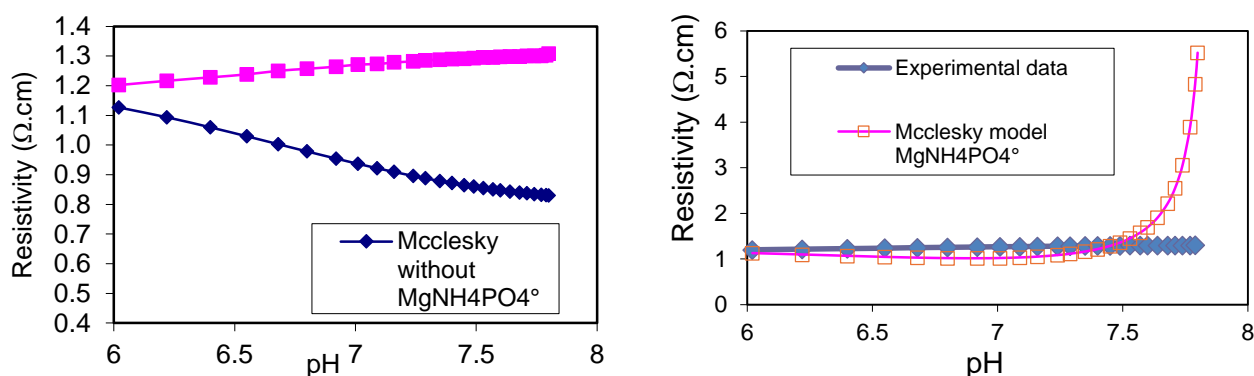 Resistivity (Ω.cm)
1.4
1.3
1.2
1.1
1.0
0.9
0.8
0.7
0.6
0.5
0.4
Mcclesky
without
MgNH4PO4°
6
6.5
7
7.5
8
pH
Resistivity (Ω.cm)
6
5
4
3
2
1
0
Experimental data
Mcclesky model
MgNH4PO4°
6
6.5
7
7.5
8
pH